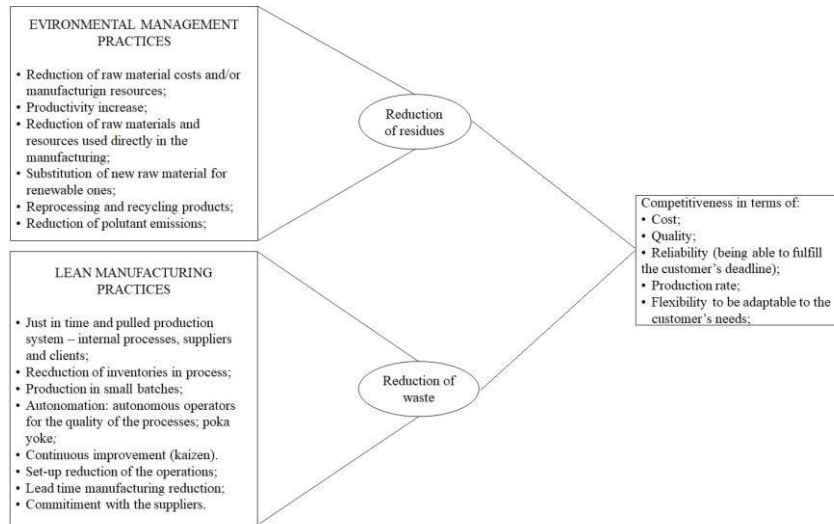 EVIRONMENTAL MANAGEMENT
PRACTICES
• Reduction of raw material costs and/or
manufacturign resources;
• Productivity increase;
• Reduction of raw materials and
resources used directly in the
manufacturing;
• Substitution of new raw material for
renewable ones;
• Reprocessing and recycling products;
• Reduction of polutant emissions;
Reduction
of residues
Competitiveness in terms of:
• Cost;
• Quality;
• Reliability (being able to fulfill
the customer’s deadline);
• Production rate;
• Flexibility to be adaptable to the
customer’s needs;
LEAN MANUFACTURING
PRACTICES
• Just in time and pulled production
system – internal processes, suppliers
and clients;
• Recduction of inventories in process;
• Production in small batches;
• Autonomation: autonomous operators
for the quality of the processes; poka
yoke;
• Continuous improvement (kaizen).
• Set-up reduction of the operations;
• Lead time manufacturing reduction;
• Commitment with the suppliers.
Reduction of
waste